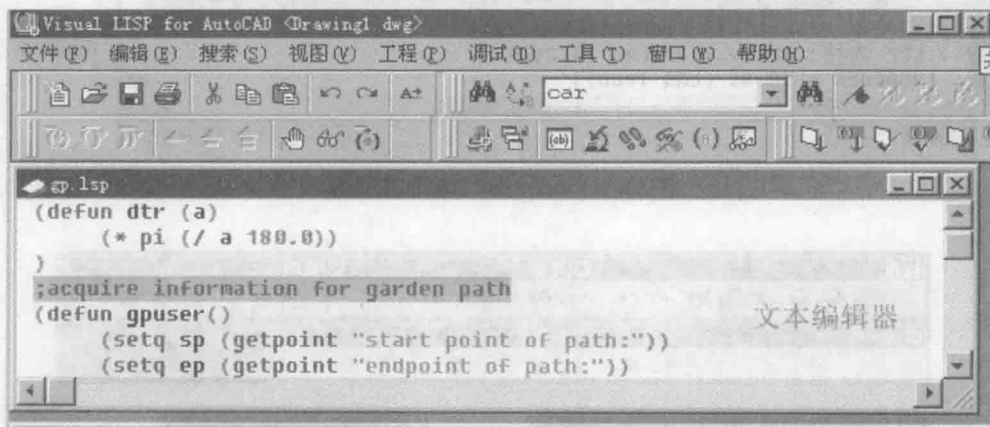 Visual LISP for AutoCAD <Drawing1.dwg>
文件(F) 编辑(E) 搜索(S) 视图(V) 工程(P) 调试(D) 工具(T) 窗口(W) 帮助(H)
car
gp.lsp
(defun dtr (a)
(* pi (/ a 180.0))
)
;acquire information for garden path
(defun gpuser()
(setq sp (getpoint "start point of path:"))
(setq ep (getpoint "endpoint of path:"))
文本编辑器